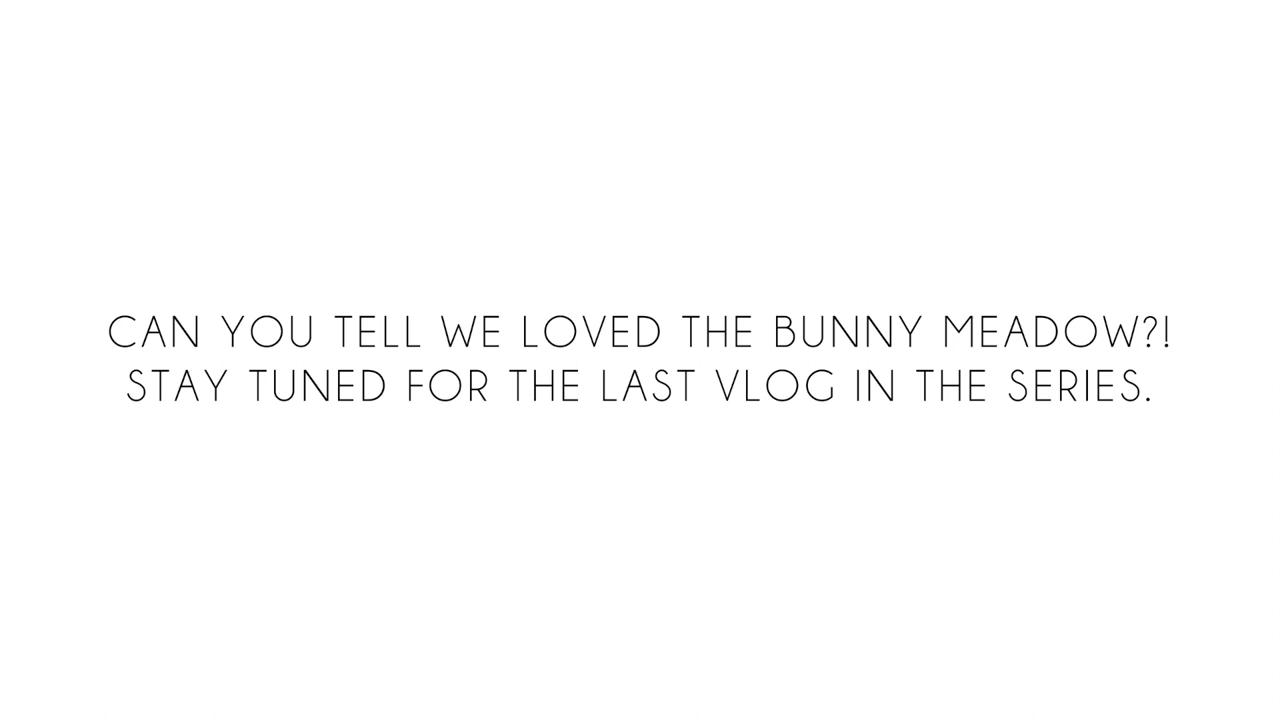 CAN YOU TELL WE LOVED THE BUNNY MEADOW?!
STAY TUNED FOR THE LAST VLOG IN THE SERIES.